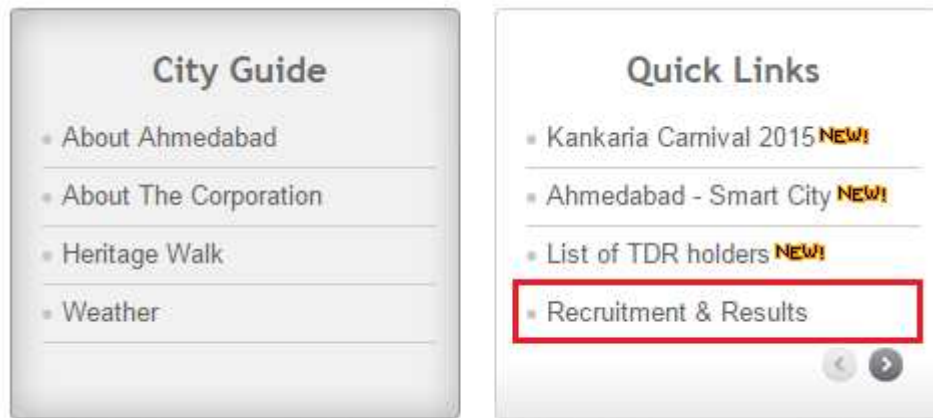 City Guide
About Ahmedabad
About The Corporation
Heritage Walk
Weather
Quick Links
Kankaria Carnival 2015 NEW!
Ahmedabad - Smart City NEW!
List of TDR holders NEW!
Recruitment & Results